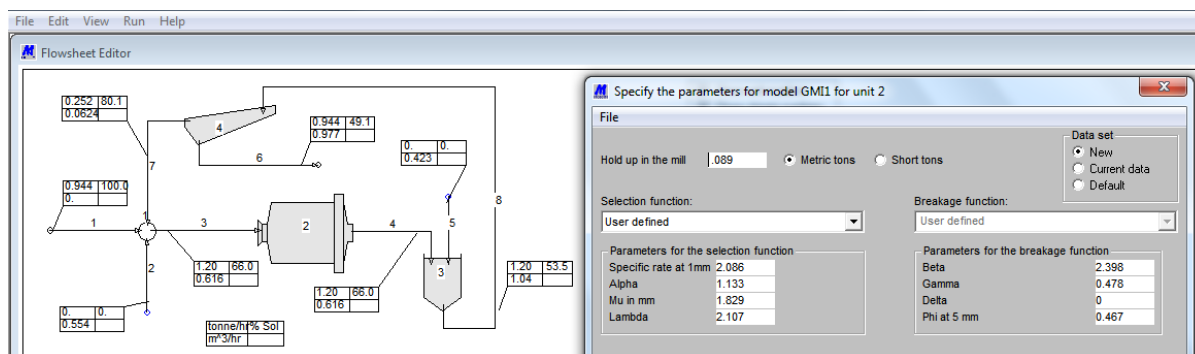 File Edit View Run Help
Flowsheet Editor
0.252 80.1
0.0624
4
0.944 49.1
0.977
6
0. 0.
0.423
7
0.944 100.0
0.
1
1
3
2
4
5
8
2
1.20 66.0
0.616
3
1.20 66.0
0.616
1.20 53.5
1.04
0. 0.
0.554
tonne/hr % Sol
m^3/hr
Specify the parameters for model GMI1 for unit 2
File
Hold up in the mill .089 Metric tons Short tons
Data set
New
Current data
Default
Selection function:
User defined
Breakage function:
User defined
Parameters for the selection function
Specific rate at 1mm 2.086
Alpha 1.133
Mu in mm 1.829
Lambda 2.107
Parameters for the breakage function
Beta 2.398
Gamma 0.478
Delta 0
Phi at 5 mm 0.467